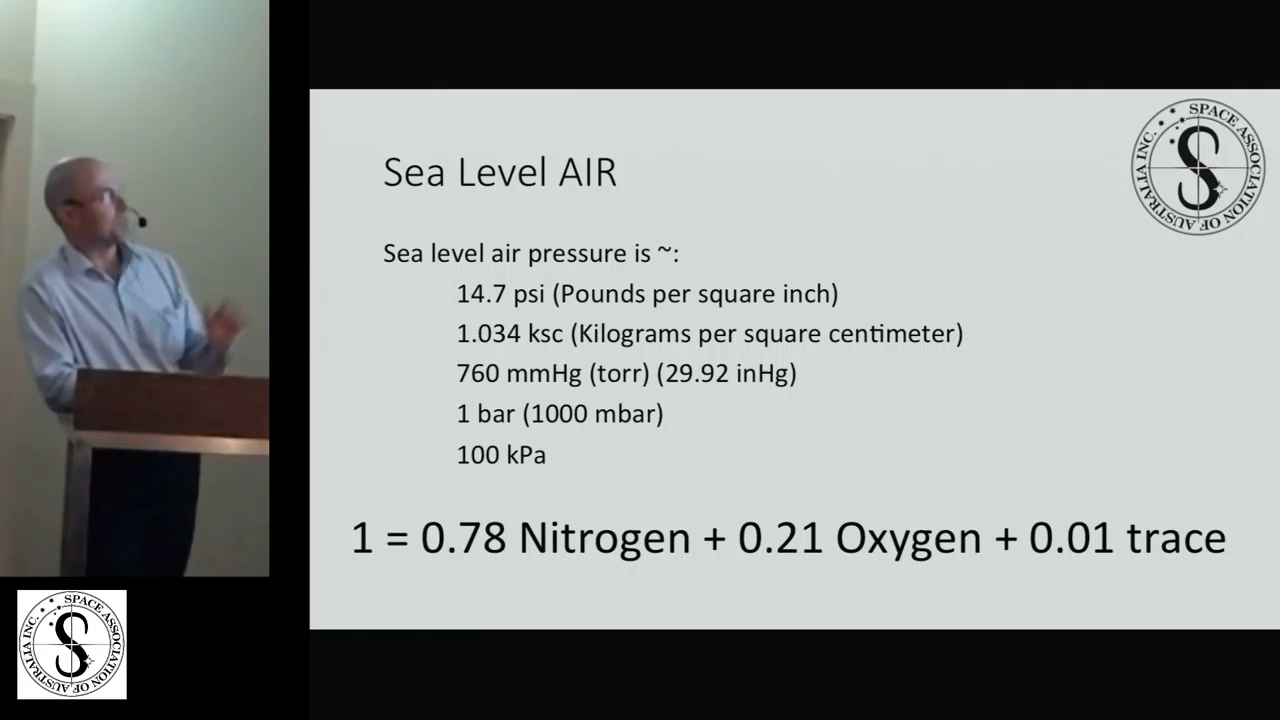 Sea Level AIR
SPACE ASSOCIATION OF AUSTRALIA INC.
S
Sea level air pressure is ~:
14.7 psi (Pounds per square inch)
1.034 ksc (Kilograms per square centimeter)
760 mmHg (torr) (29.92 inHg)
1 bar (1000 mbar)
100 kPa
1 = 0.78 Nitrogen + 0.21 Oxygen + 0.01 trace
SPACE ASSOCIATION OF AUSTRALIA INC.
S